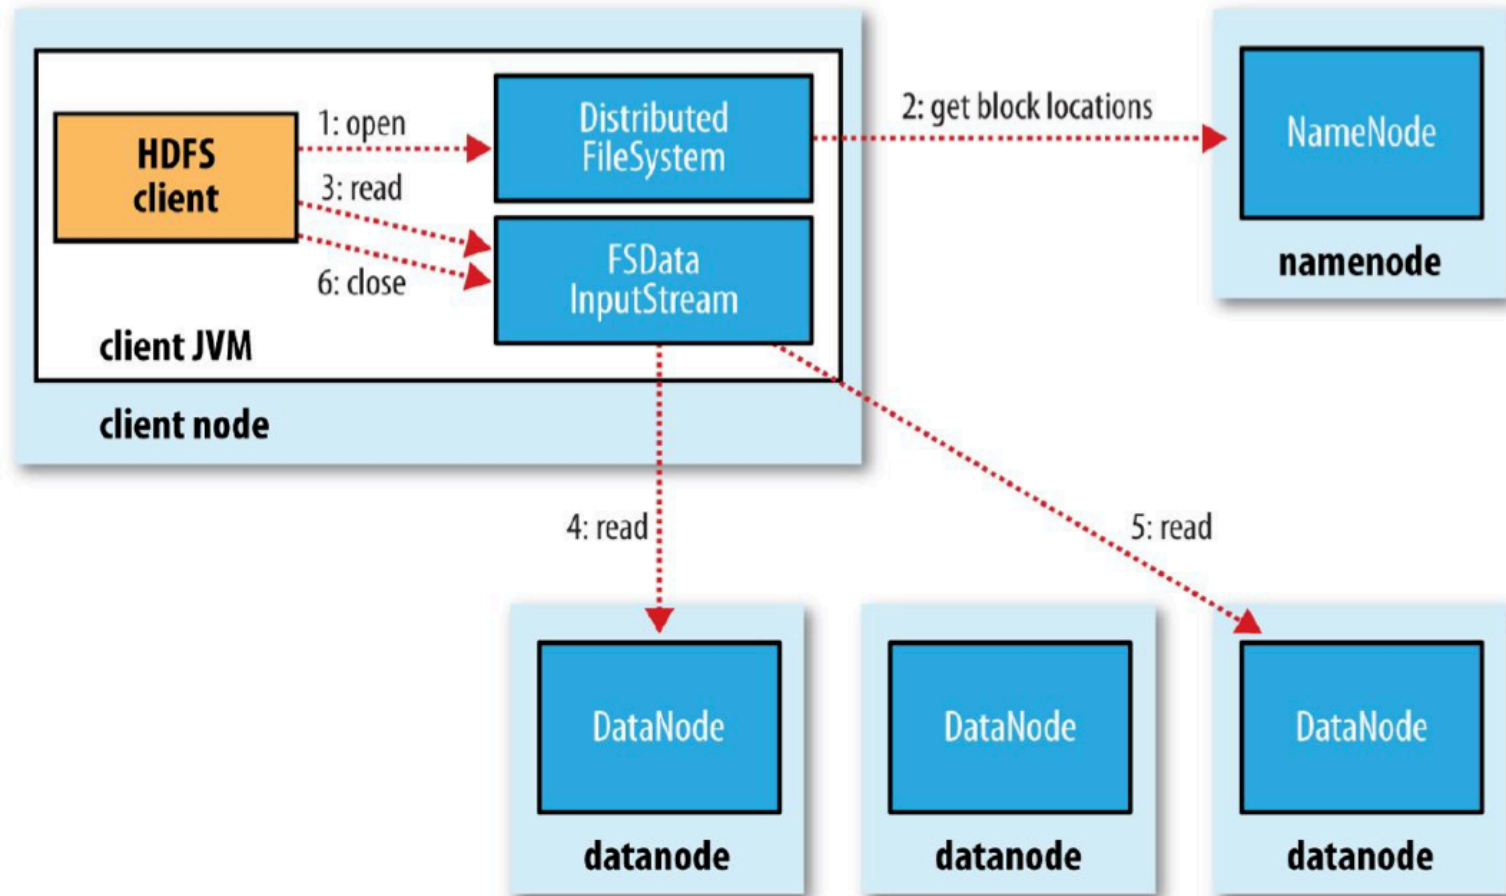 HDFS
client
1: open
3: read
6: close
Distributed
FileSystem
FSData
InputStream
client JVM
client node
2: get block locations
NameNode
namenode
4: read
5: read
DataNode
datanode
DataNode
datanode
DataNode
datanode